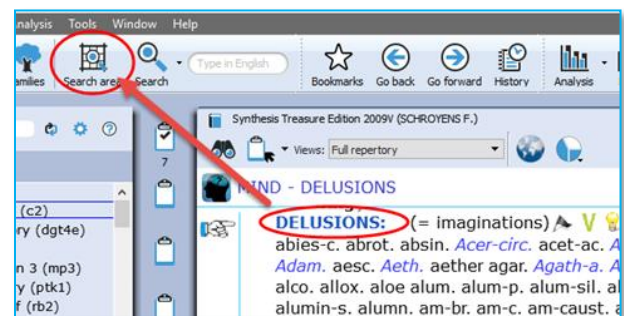 nalysis Tools Window Help
Type in English
amilies Search area Search Bookmarks Go back Go forward History Analysis
Synthesis Treasure Edition 2009V (SCHROYENS F.)
7
Views: Full repertory
MIND - DELUSIONS
(c2)
ry (dgt4e)
n 3 (mp3)
y (ptk1)
f (rb2)
DELUSIONS: (= imaginations) V
abies-c. abrot. absin. Acer-circ. acet-ac. A
Adam. aesc. Aeth. aether agar. Agath-a. A
alco. allox. aloe alum. alum-p. alum-sil. al
alumin-s. alumn. am-br. am-c. am-caust. a